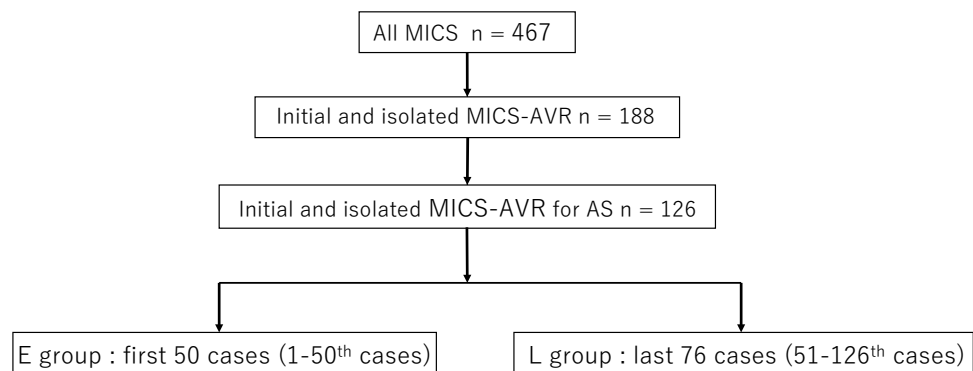 All MICS n = 467
Initial and isolated MICS-AVR n = 188
Initial and isolated MICS-AVR for AS n = 126
E group : first 50 cases (1-50th cases)
L group : last 76 cases (51-126th cases)